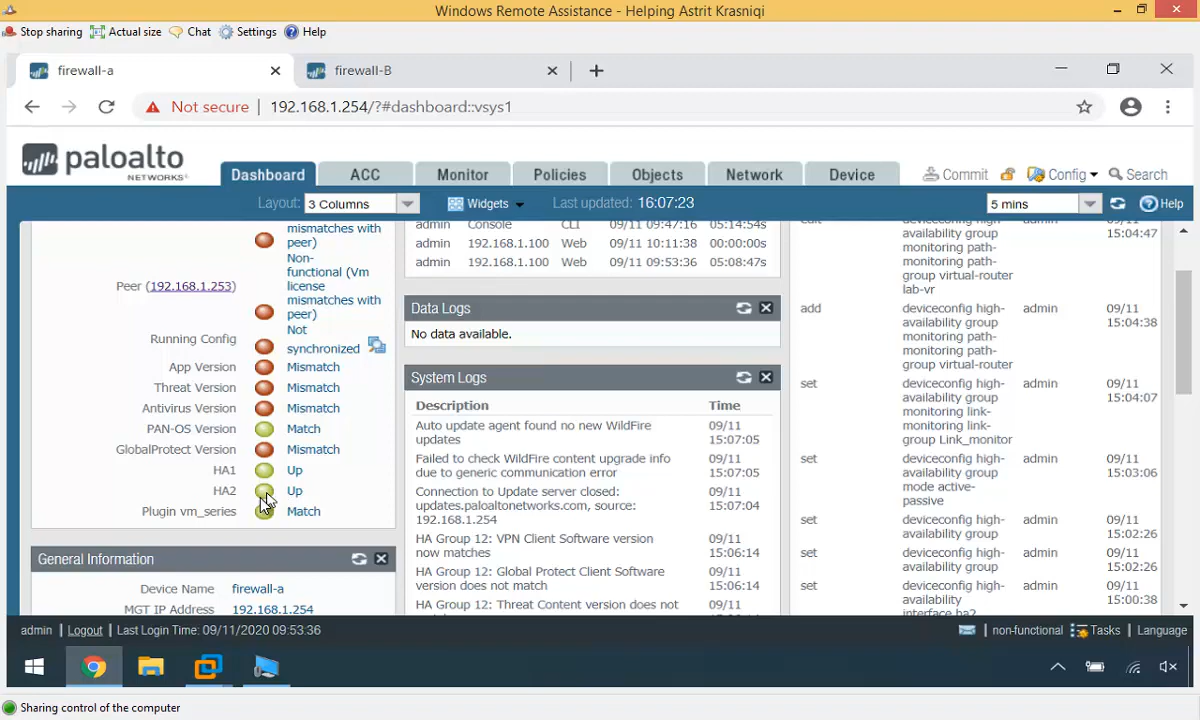 Windows Remote Assistance - Helping Astrit Krasniqi
Stop sharing
Actual size
Chat
Settings
Help
firewall-a
firewall-B
Not secure
192.168.1.254/?#dashboard::vsys1
paloalto
NETWORKS
Dashboard
ACC
Monitor
Policies
Objects
Network
Device
Commit
Config
Search
Layout:
3 Columns
Widgets
Last updated:
16:07:23
5 mins
Help
mismatches with
peer)
Peer (192.168.1.253)
Non-
functional (Vm
license
mismatches with
peer)
Running Config
Not
synchronized
App Version
Mismatch
Threat Version
Mismatch
Antivirus Version
Mismatch
PAN-OS Version
Match
GlobalProtect Version
Mismatch
HA1
Up
HA2
Up
Plugin vm_series
Match
General Information
Device Name
firewall-a
MGT IP Address
192.168.1.254
admin Console CLI 09/11 09:47:16 05:14:54s
admin 192.168.1.100 Web 09/11 10:11:38 00:00:00s
admin 192.168.1.100 Web 09/11 09:53:36 05:08:47s
Data Logs
No data available.
System Logs
Description
Time
Auto update agent found no new WildFire
updates
09/11
15:07:05
Failed to check WildFire content upgrade info
due to generic communication error
09/11
15:07:05
Connection to Update server closed:
updates.paloaltonetworks.com, source:
192.168.1.254
09/11
15:07:04
HA Group 12: VPN Client Software version
now matches
09/11
15:06:14
HA Group 12: Global Protect Client Software
version does not match
09/11
15:06:14
HA Group 12: Threat Content version does not
09/11
deviceconfig high-
availability group
monitoring path-
group virtual-router
lab-vr
admin
09/11
15:04:47
add
deviceconfig high-
availability group
monitoring path-
group virtual-router
admin
09/11
15:04:38
set
deviceconfig high-
availability group
monitoring link-
group Link_monitor
admin
09/11
15:04:07
set
deviceconfig high-
availability group
mode active-
passive
admin
09/11
15:03:06
set
deviceconfig high-
availability group
admin
09/11
15:02:26
set
deviceconfig high-
availability group
admin
09/11
15:02:26
set
deviceconfig high-
availability
interface ha2
admin
09/11
15:00:38
admin
Logout
Last Login Time: 09/11/2020 09:53:36
non-functional
Tasks
Language
Sharing control of the computer